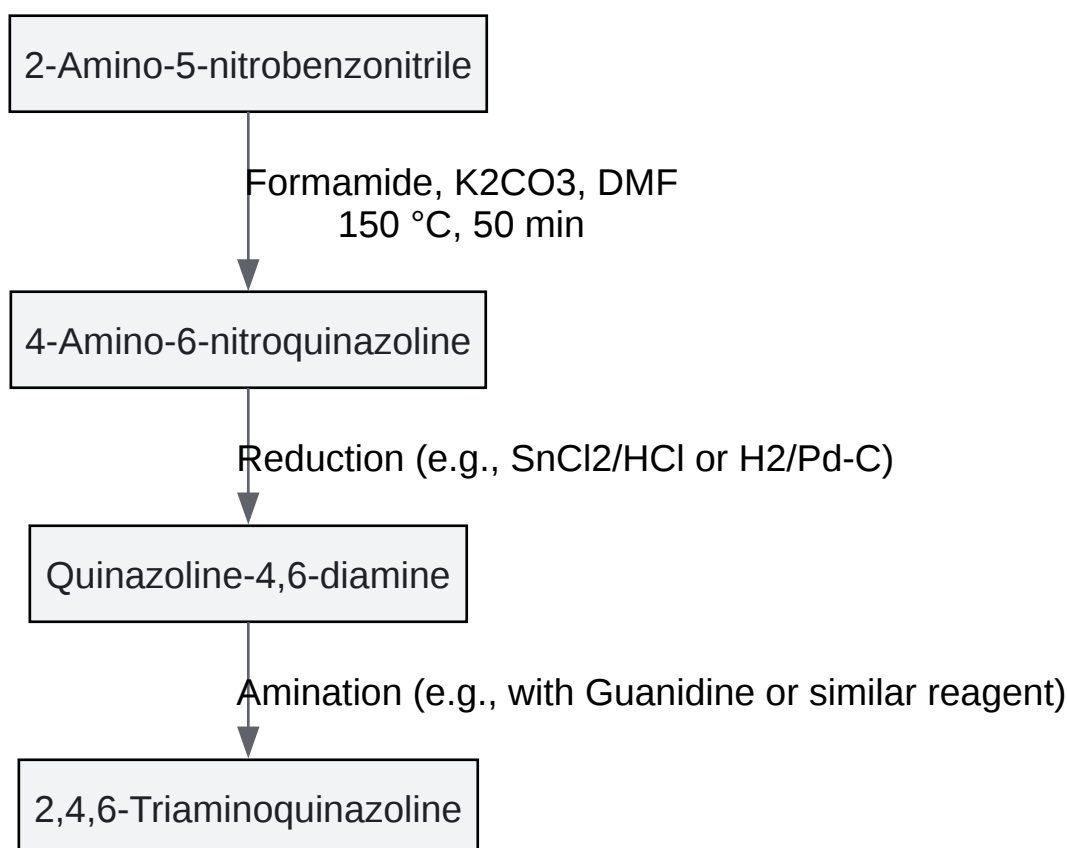 2-Amino-5-nitrobenzonitrile
Formamide, K2CO3, DMF
150 °C, 50 min
4-Amino-6-nitroquinazoline
Reduction (e.g., SnCl2/HCl or H2/Pd-C)
Quinazoline-4,6-diamine
Amination (e.g., with Guanidine or similar reagent)
2,4,6-Triaminoquinazoline